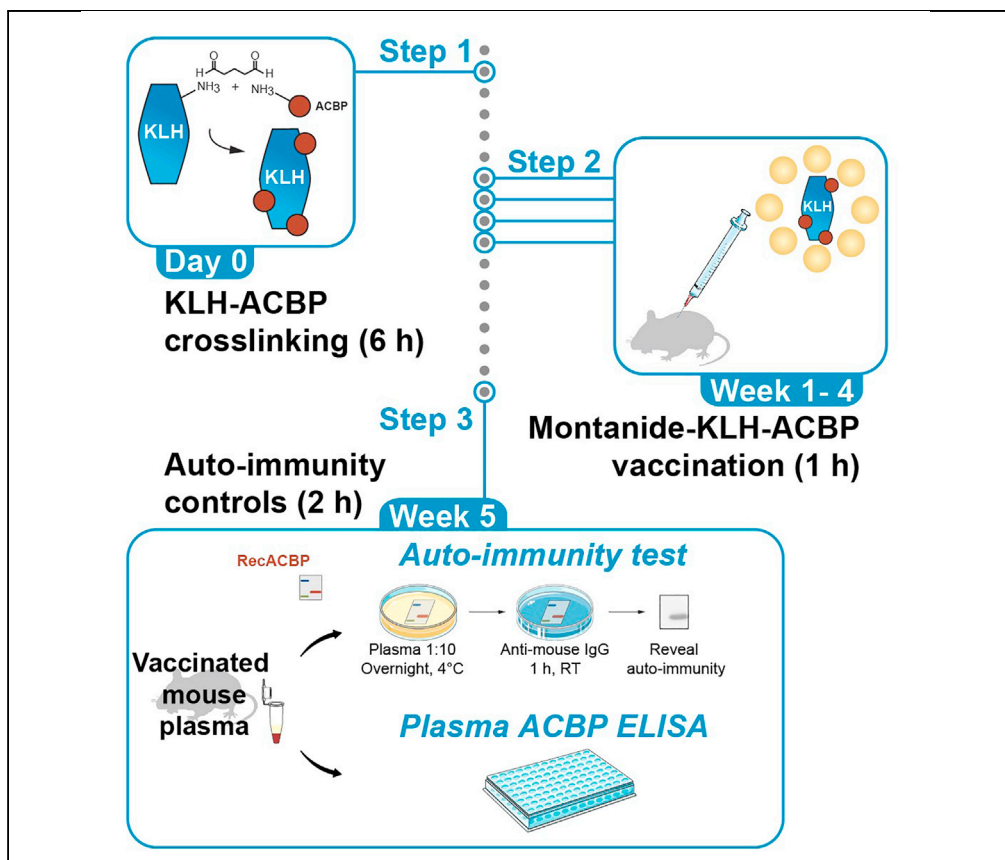 Step 1
O O
H H
NH3 + NH3
ACBP
KLH
KLH
Day 0
KLH-ACBP
crosslinking (6 h)
Step 2
KLH
Week 1- 4
Montanide-KLH-ACBP
vaccination (1 h)
Step 3
Auto-immunity
controls (2 h)
Week 5
Auto-immunity test
RecACBP
Plasma 1:10
Overnight, 4°C
Anti-mouse IgG
1 h, RT
Reveal
auto-immunity
Vaccinated
mouse
plasma
Plasma ACBP ELISA